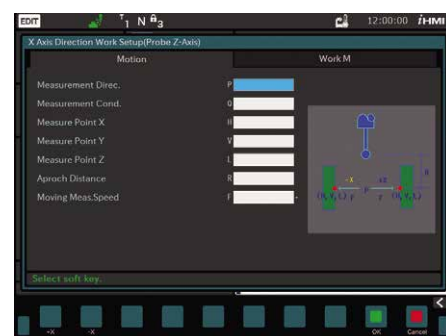 EDIT T1 N A3 12:00:00 iHMI
X Axis Direction Work Setup(Probe Z-Axis)
Motion Work M
Measurement Direc. P
Measurement Cond. Q
Measure Point X H
Measure Point Y V
Measure Point Z L
Aproch Distance R
Moving Meas.Speed F
-X +X R
(H,V,L) F P F (H,V,L)
Select soft key.
+X -X OK Cancel